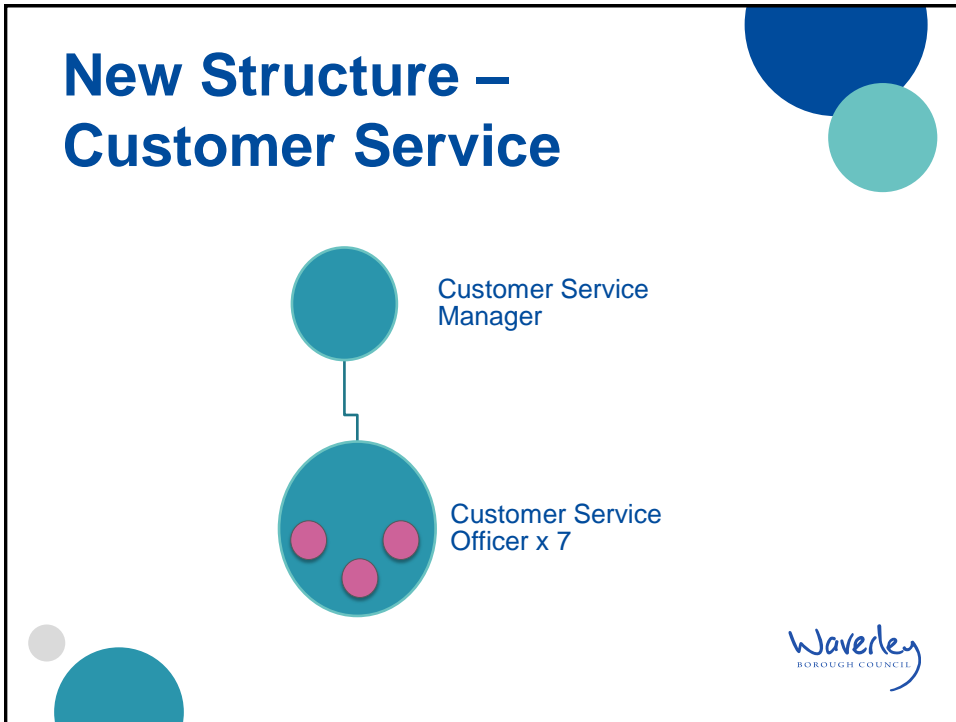 New Structure –
Customer Service
Customer Service
Manager
Customer Service
Officer x 7
Waverley
BOROUGH COUNCIL